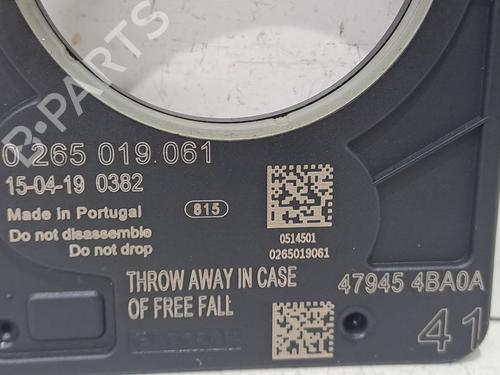 B-PARTS
0 265 019 061
15-04-19 0382
815
Made in Portugal
Do not disassemble
Do not drop
0514501
0265019061
THROW AWAY IN CASE
OF FREE FALL
47945 4BA0A
41